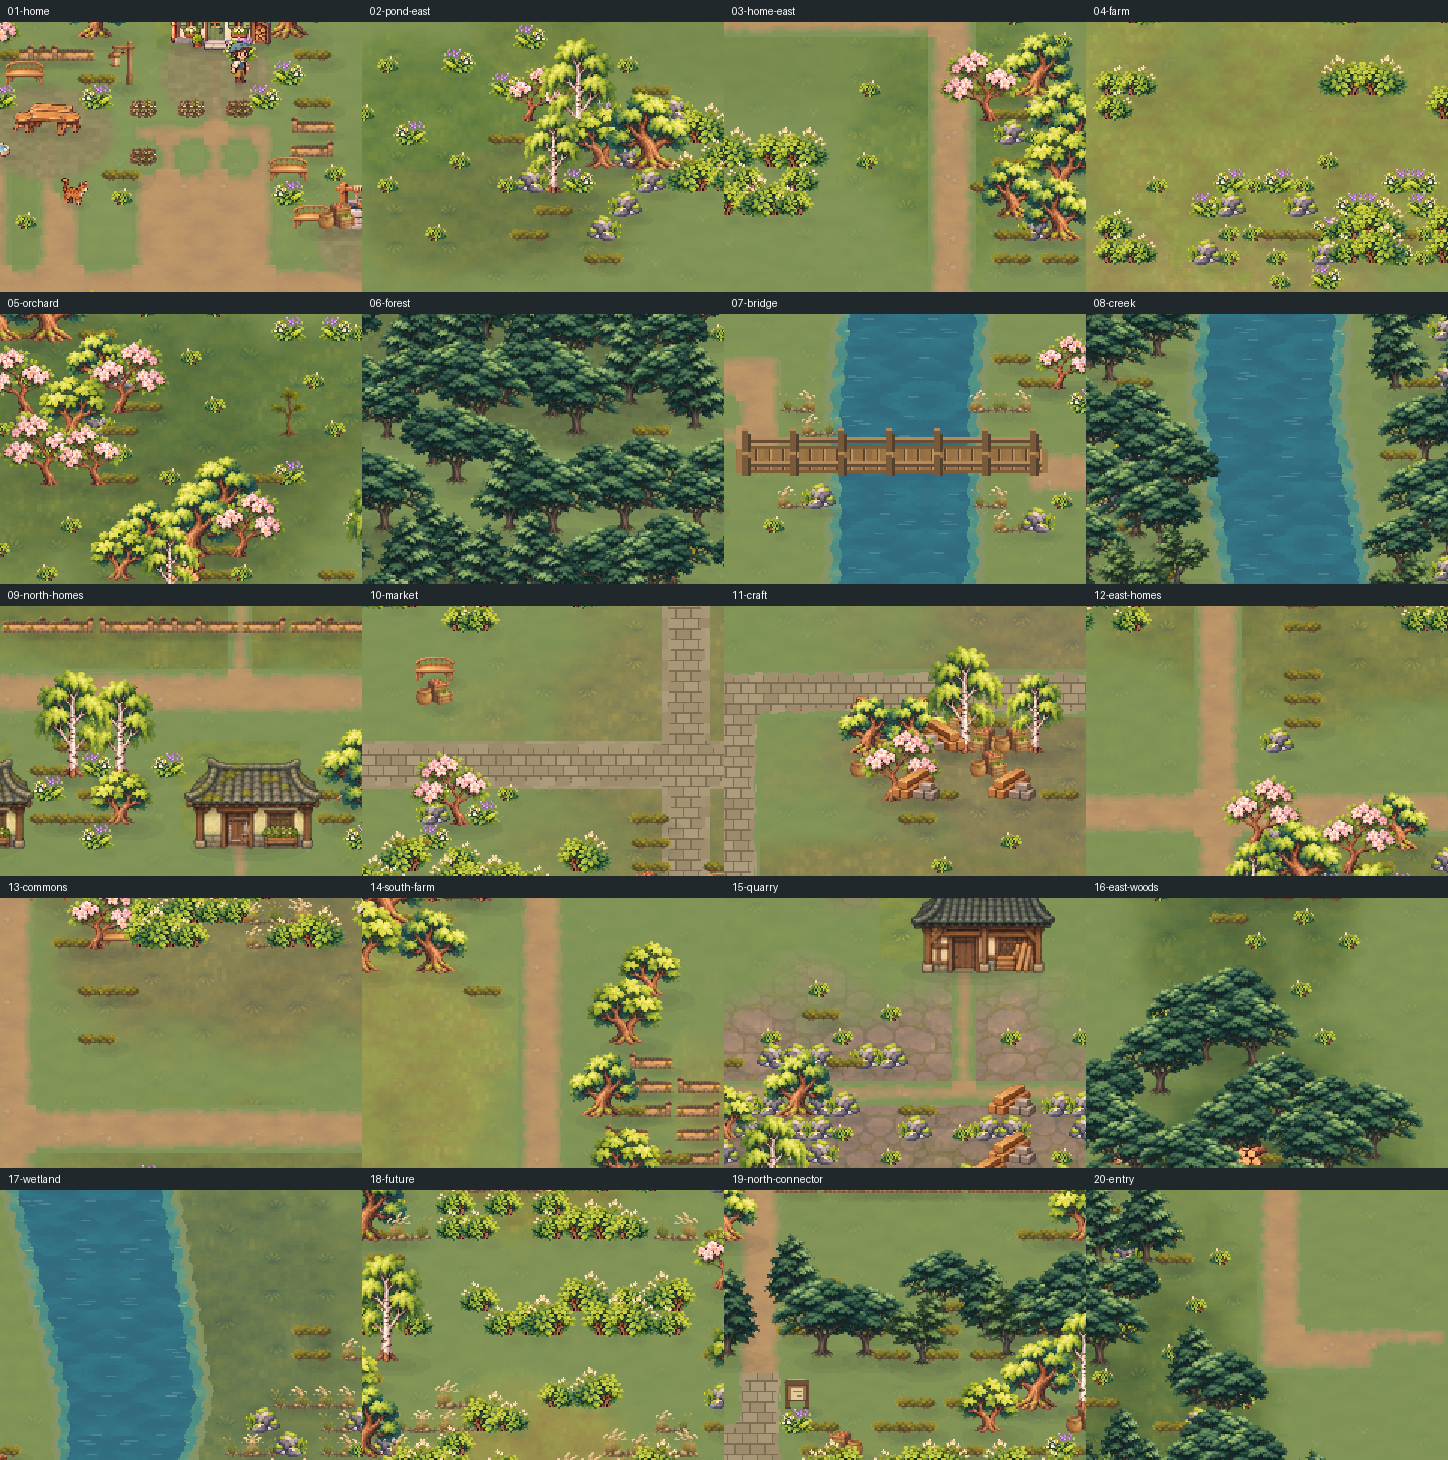 01-home
02-pond-east
03-home-east
04-farm
05-orchard
06-forest
07-bridge
08-creek
09-north-homes
10-market
11-craft
12-east-homes
13-commons
14-south-farm
15-quarry
16-east-woods
17-wetland
18-future
19-north-connector
20-entry